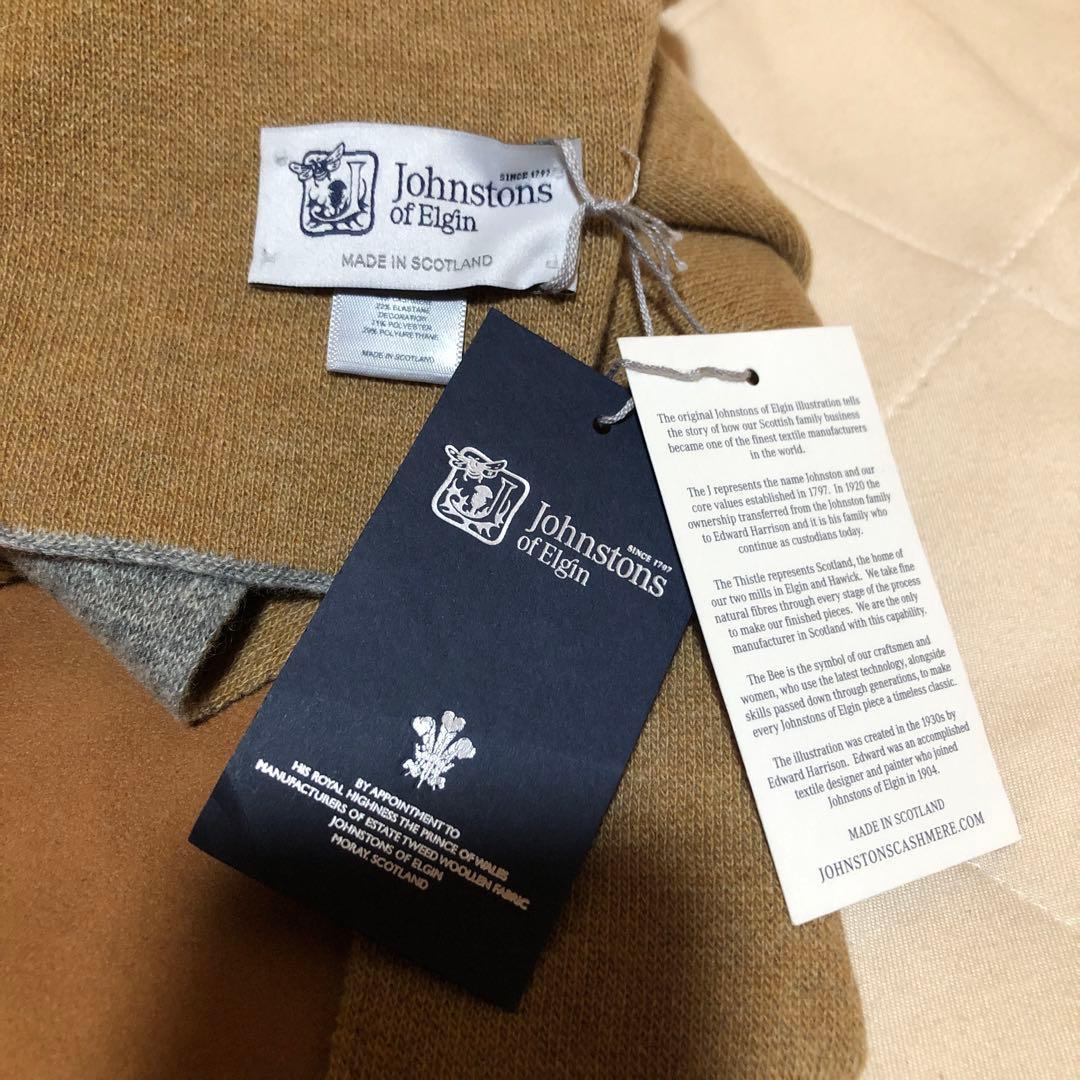 SINCE 1797
Johnstons
of Elgin
MADE IN SCOTLAND
22% ELASTANE
DECORATION
71% POLYESTER
29% POLYURETHANE
MADE IN SCOTLAND
Johnstons
SINCE 1797
of Elgin
BY APPOINTMENT TO
HIS ROYAL HIGHNESS THE PRINCE OF WALES
MANUFACTURERS OF ESTATE TWEED WOOLLEN FABRIC
JOHNSTONS OF ELGIN
MORAY, SCOTLAND
The original Johnstons of Elgin illustration tells
the story of how our Scottish family business
became one of the finest textile manufacturers
in the world.
The J represents the name Johnston and our
core values established in 1797. In 1920 the
ownership transferred from the Johnston family
to Edward Harrison and it is his family who
continue as custodians today.
The Thistle represents Scotland, the home of
our two mills in Elgin and Hawick. We take fine
natural fibres through every stage of the process
to make our finished pieces. We are the only
manufacturer in Scotland with this capability.
The Bee is the symbol of our craftsmen and
women, who use the latest technology, alongside
skills passed down through generations, to make
every Johnstons of Elgin piece a timeless classic.
The illustration was created in the 1930s by
Edward Harrison. Edward was an accomplished
textile designer and painter who joined
Johnstons of Elgin in 1904.
MADE IN SCOTLAND
JOHNSTONSCASHMERE.COM